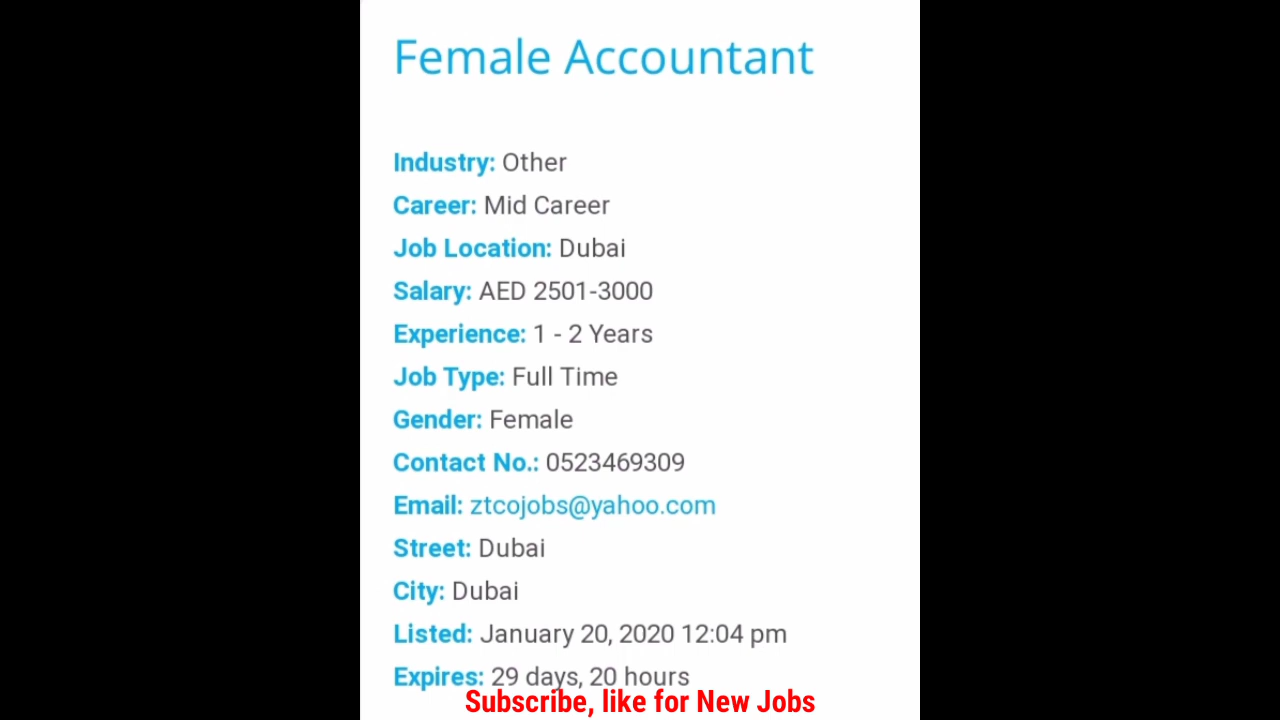 Female Accountant
Industry: Other
Career: Mid Career
Job Location: Dubai
Salary: AED 2501-3000
Experience: 1 - 2 Years
Job Type: Full Time
Gender: Female
Contact No.: 0523469309
Email: ztcojobs@yahoo.com
Street: Dubai
City: Dubai
Listed: January 20, 2020 12:04 pm
Expires: 29 days, 20 hours
Subscribe, like for New Jobs